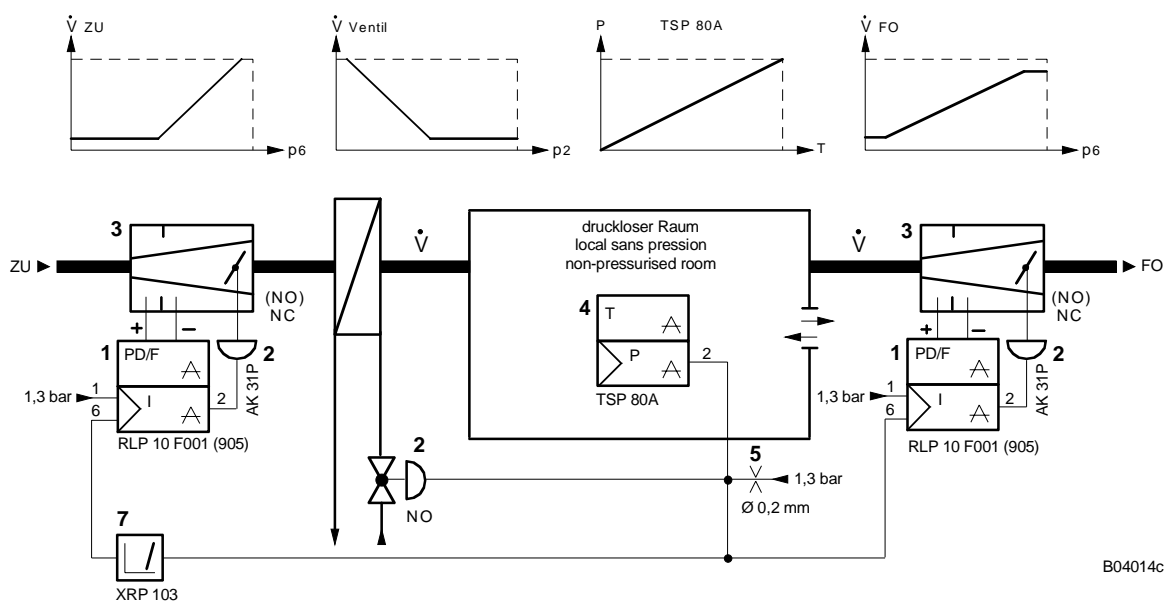 V̇ ZU
p6
V̇ Ventil
p2
P TSP 80A
T
V̇ FO
p6
3
ZU
(NO)
NC
+
–
1
PD/F
2
AK 31P
1,3 bar
1
6
I
2
RLP 10 F001 (905)
V̇
druckloser Raum
local sans pression
non-pressurised room
4
T
P
2
TSP 80A
V̇
3
FO
(NO)
NC
+
–
1
PD/F
2
AK 31P
1,3 bar
1
6
I
2
RLP 10 F001 (905)
2
NO
5
1,3 bar
Ø 0,2 mm
7
XRP 103
B04014c